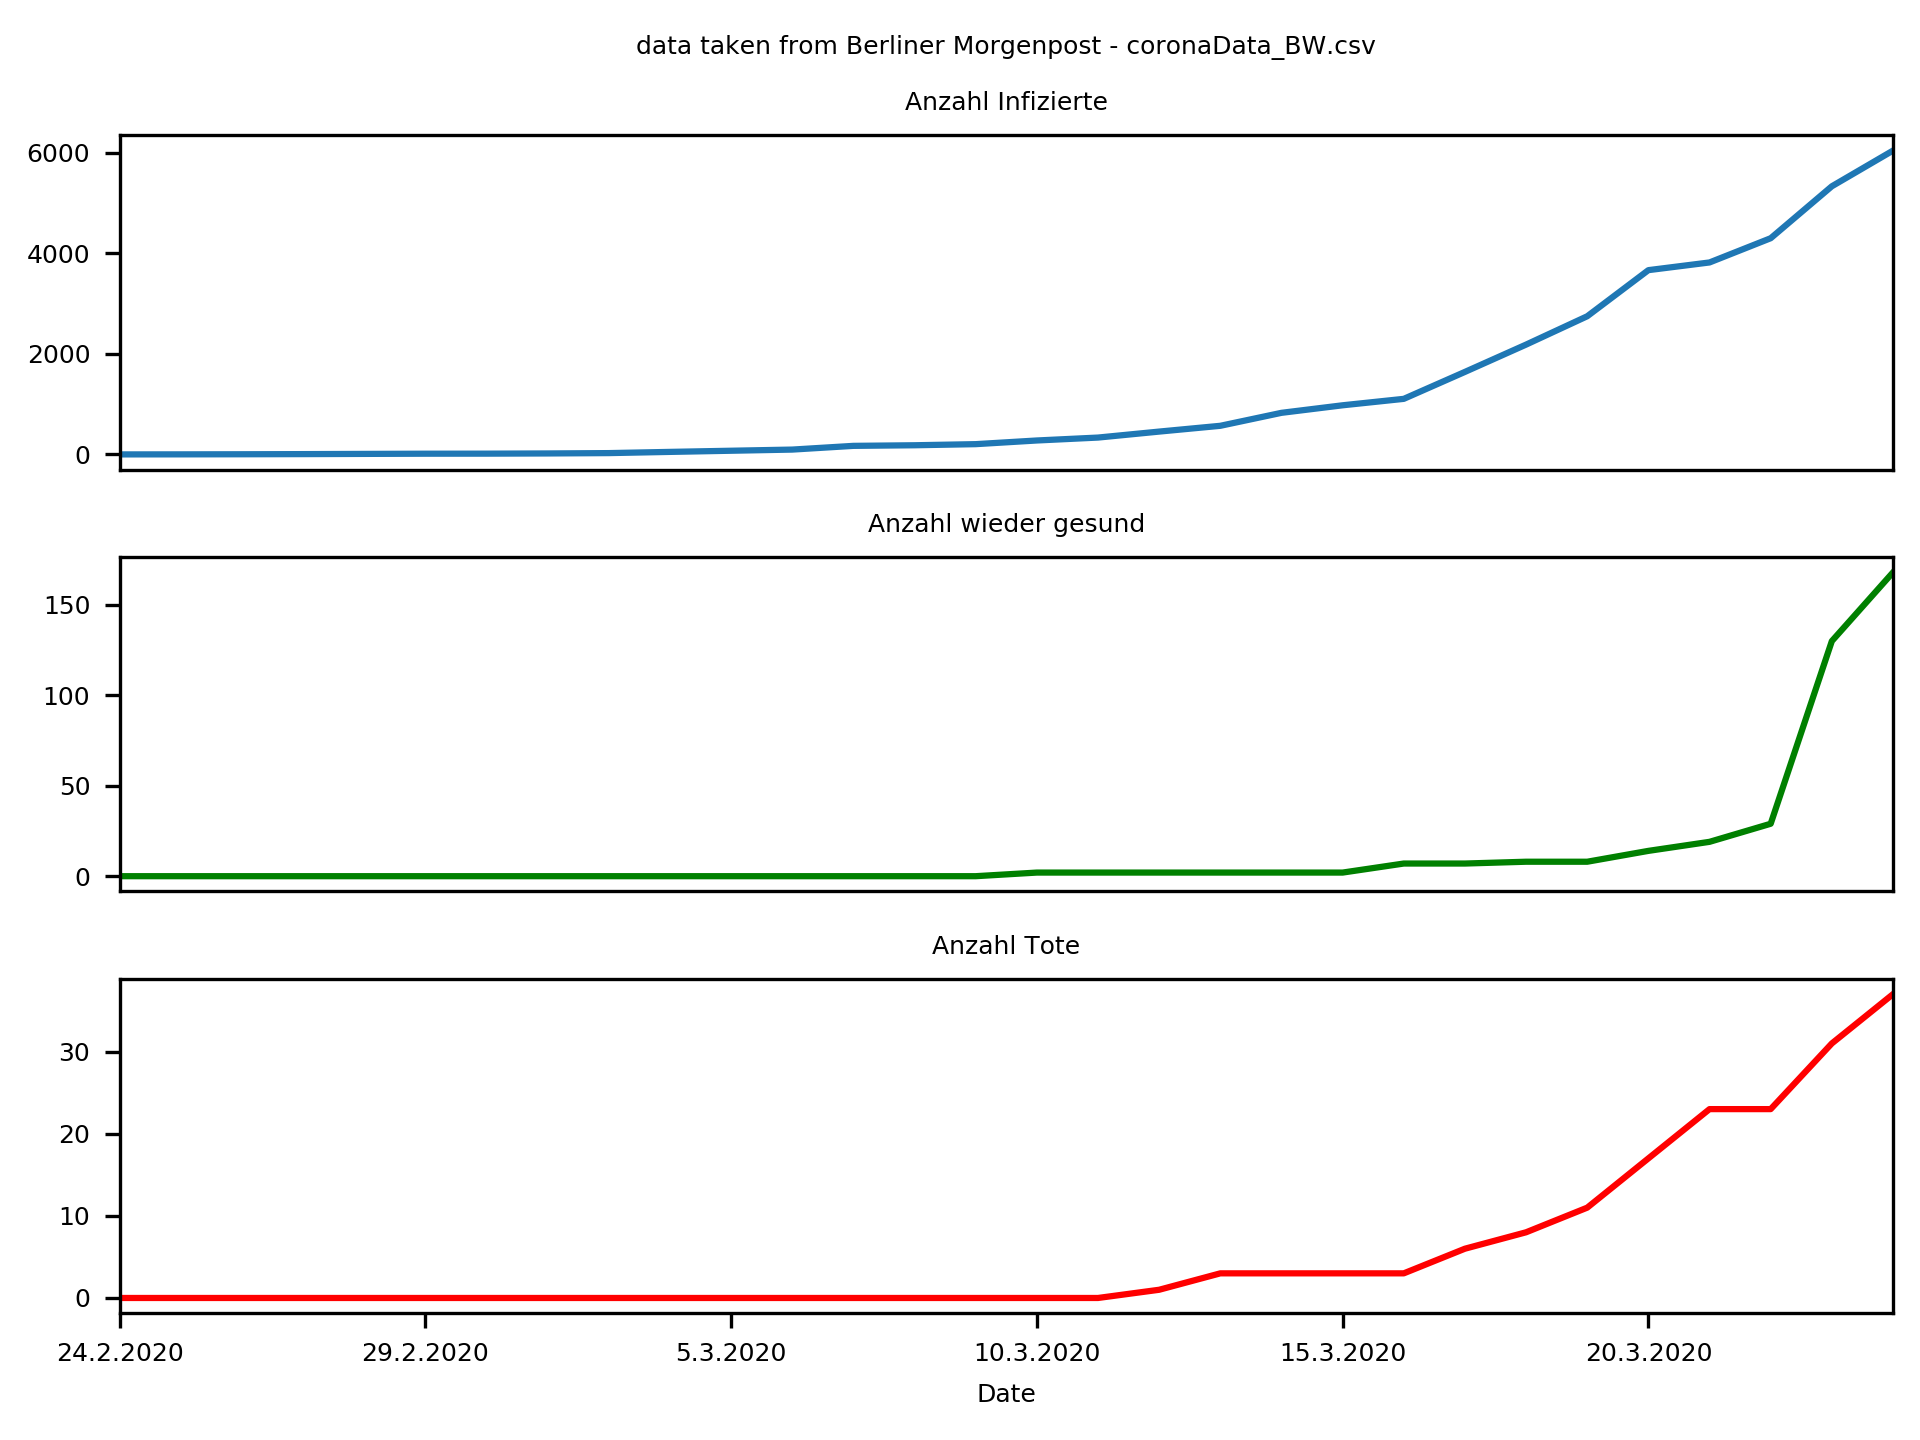 data taken from Berliner Morgenpost - coronaData_BW.csv
Anzahl Infizierte
6000
4000
2000
0
Anzahl wieder gesund
150
100
50
0
Anzahl Tote
30
20
10
0
24.2.2020 29.2.2020 5.3.2020 10.3.2020 15.3.2020 20.3.2020
Date